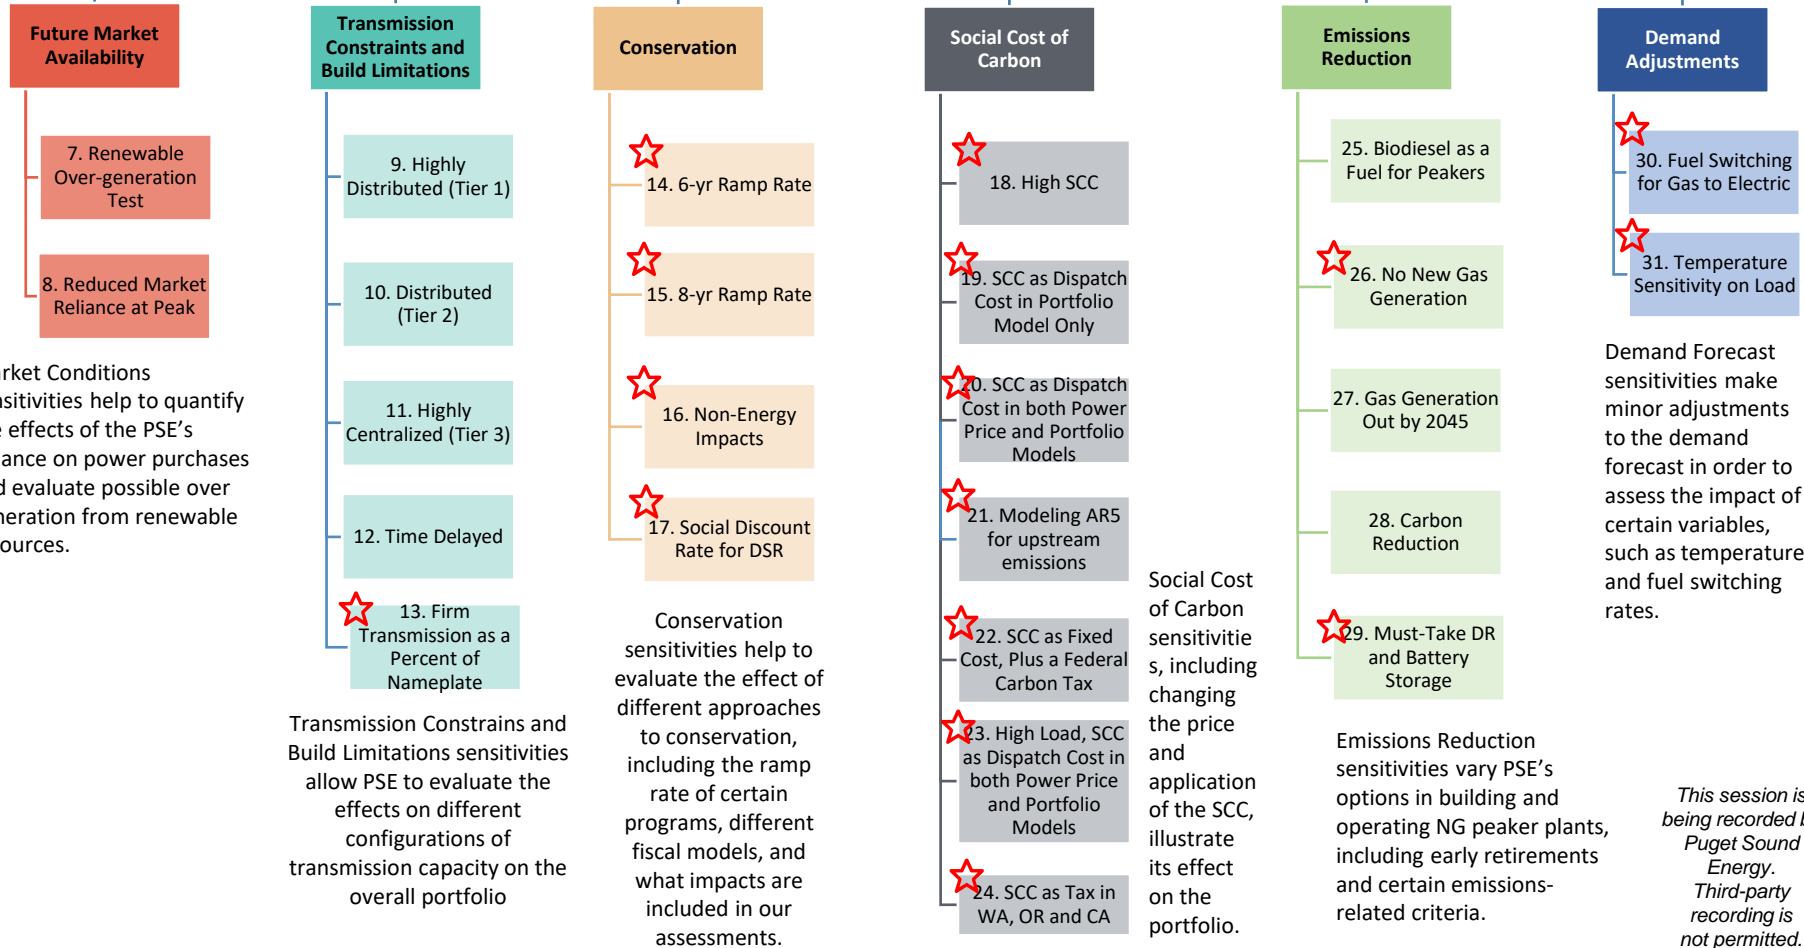 Future Market
Availability
7. Renewable
Over-generation
Test
8. Reduced Market
Reliance at Peak
rket Conditions
nsitivities help to quantify
e effects of the PSE's
iance on power purchases
d evaluate possible over
neration from renewable
sources.
Transmission
Constraints and
Build Limitations
9. Highly
Distributed (Tier 1)
10. Distributed
(Tier 2)
11. Highly
Centralized (Tier 3)
12. Time Delayed
13. Firm
Transmission as a
Percent of
Nameplate
Transmission Constrains and
Build Limitations sensitivities
allow PSE to evaluate the
effects on different
configurations of
transmission capacity on the
overall portfolio
Conservation
14. 6-yr Ramp Rate
15. 8-yr Ramp Rate
16. Non-Energy
Impacts
17. Social Discount
Rate for DSR
Conservation
sensitivities help to
evaluate the effect of
different approaches
to conservation,
including the ramp
rate of certain
programs, different
fiscal models, and
what impacts are
included in our
assessments.
Social Cost of
Carbon
18. High SCC
19. SCC as Dispatch
Cost in Portfolio
Model Only
20. SCC as Dispatch
Cost in both Power
Price and Portfolio
Models
21. Modeling AR5
for upstream
emissions
22. SCC as Fixed
Cost, Plus a Federal
Carbon Tax
23. High Load, SCC
as Dispatch Cost in
both Power Price
and Portfolio
Models
24. SCC as Tax in
WA, OR and CA
Social Cost
of Carbon
sensitivitie
s, including
changing
the price
and
application
of the SCC,
illustrate
its effect
on the
portfolio.
Emissions
Reduction
25. Biodiesel as a
Fuel for Peakers
26. No New Gas
Generation
27. Gas Generation
Out by 2045
28. Carbon
Reduction
29. Must-Take DR
and Battery
Storage
Emissions Reduction
sensitivities vary PSE's
options in building and
operating NG peaker plants,
including early retirements
and certain emissions-
related criteria.
Demand
Adjustments
30. Fuel Switching
for Gas to Electric
31. Temperature
Sensitivity on Load
Demand Forecast
sensitivities make
minor adjustments
to the demand
forecast in order to
assess the impact of
certain variables,
such as temperature
and fuel switching
rates.
This session is
being recorded b
Puget Sound
Energy.
Third-party
recording is
not permitted.